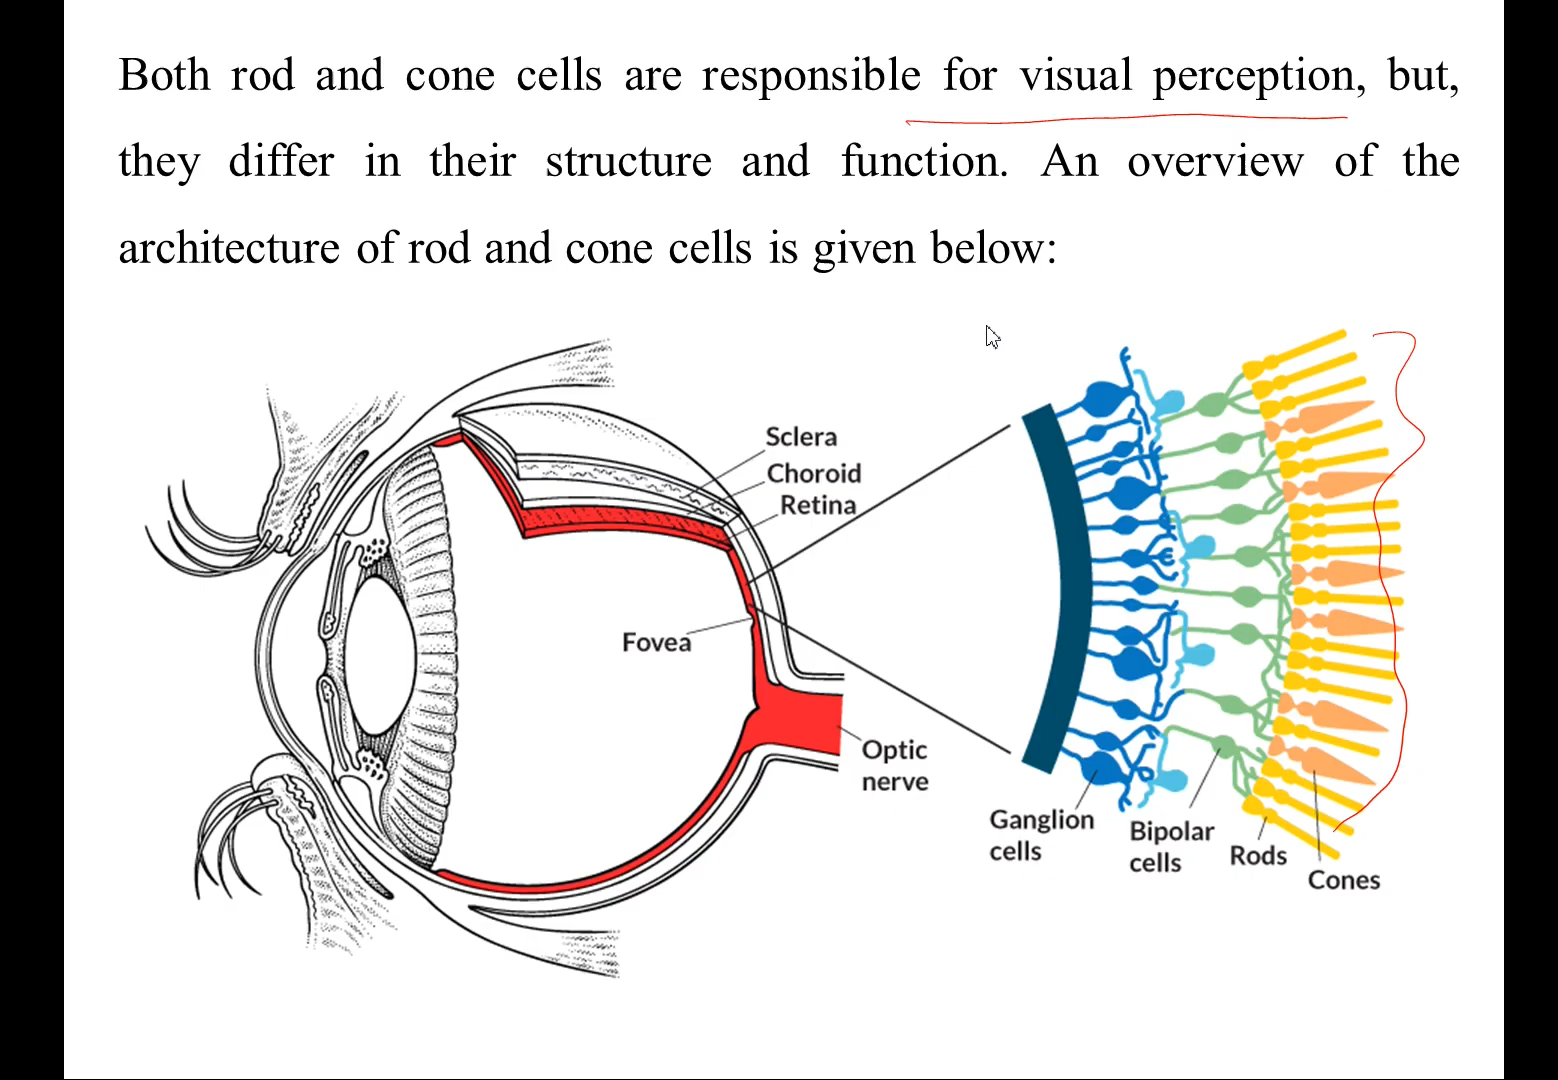 Both rod and cone cells are responsible for visual perception, but,
they differ in their structure and function. An overview of the
architecture of rod and cone cells is given below:
Sclera
Choroid
Retina
Fovea
Optic
nerve
Ganglion
cells
Bipolar
cells
Rods
Cones